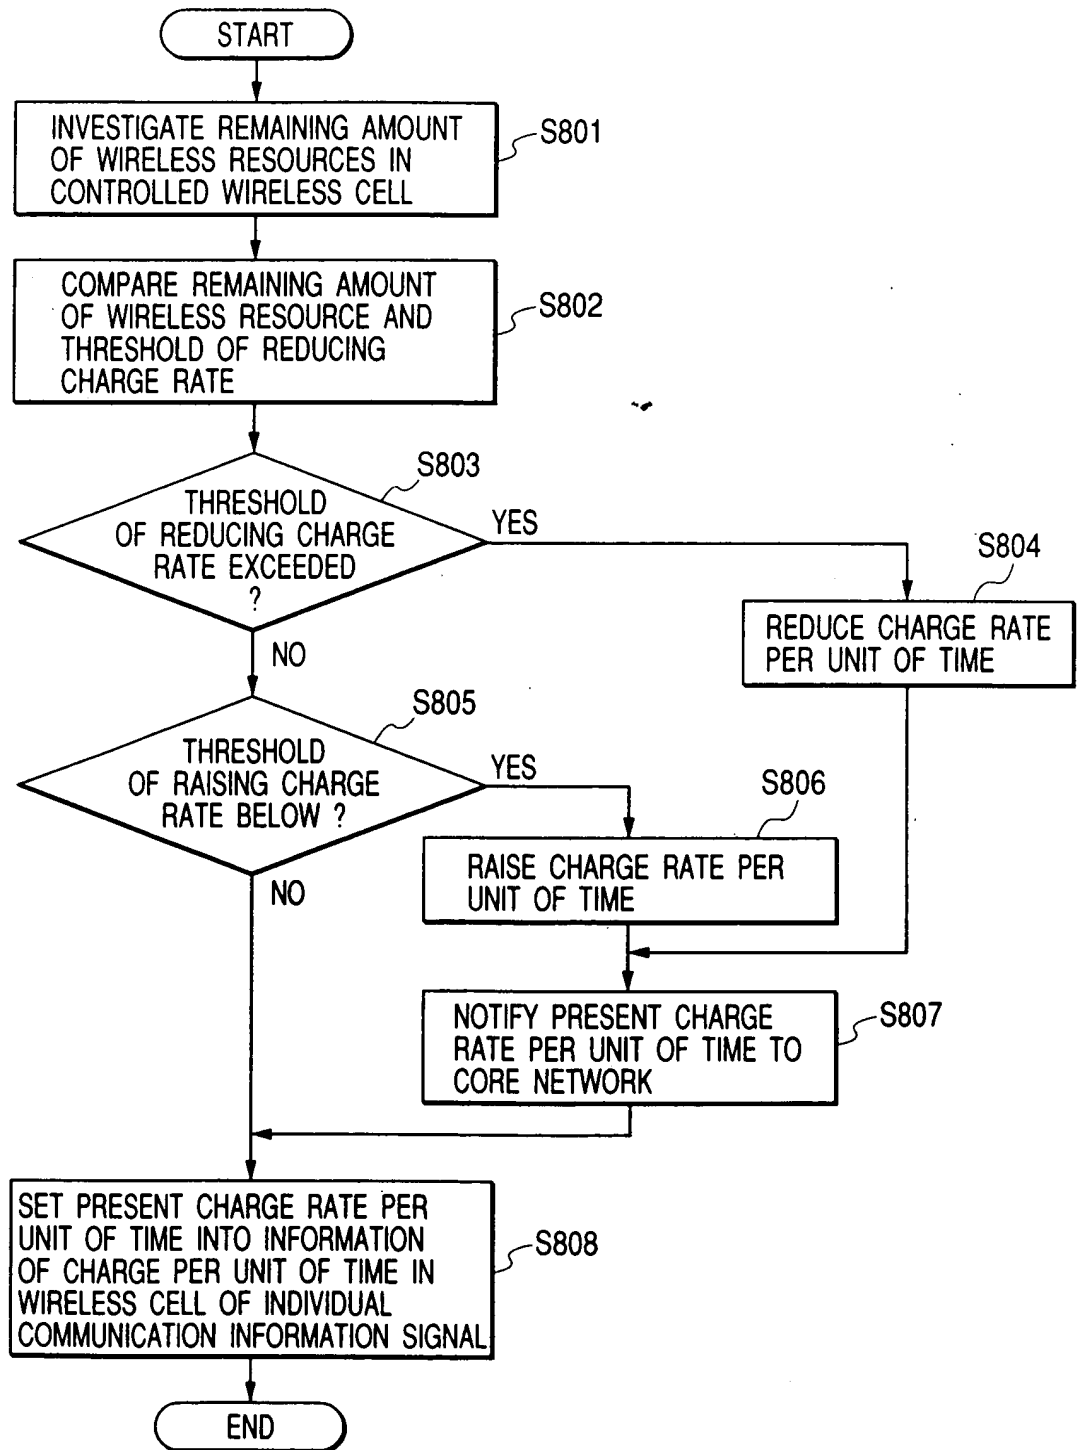 START
INVESTIGATE REMAINING AMOUNT
OF WIRELESS RESOURCES IN
CONTROLLED WIRELESS CELL
S801
COMPARE REMAINING AMOUNT
OF WIRELESS RESOURCE AND
THRESHOLD OF REDUCING
CHARGE RATE
S802
THRESHOLD
OF REDUCING CHARGE
RATE EXCEEDED
?
S803
YES
NO
S804
REDUCE CHARGE RATE
PER UNIT OF TIME
THRESHOLD
OF RAISING CHARGE
RATE BELOW ?
S805
YES
NO
S806
RAISE CHARGE RATE PER
UNIT OF TIME
NOTIFY PRESENT CHARGE
RATE PER UNIT OF TIME TO
CORE NETWORK
S807
SET PRESENT CHARGE RATE PER
UNIT OF TIME INTO INFORMATION
OF CHARGE PER UNIT OF TIME IN
WIRELESS CELL OF INDIVIDUAL
COMMUNICATION INFORMATION SIGNAL
S808
END